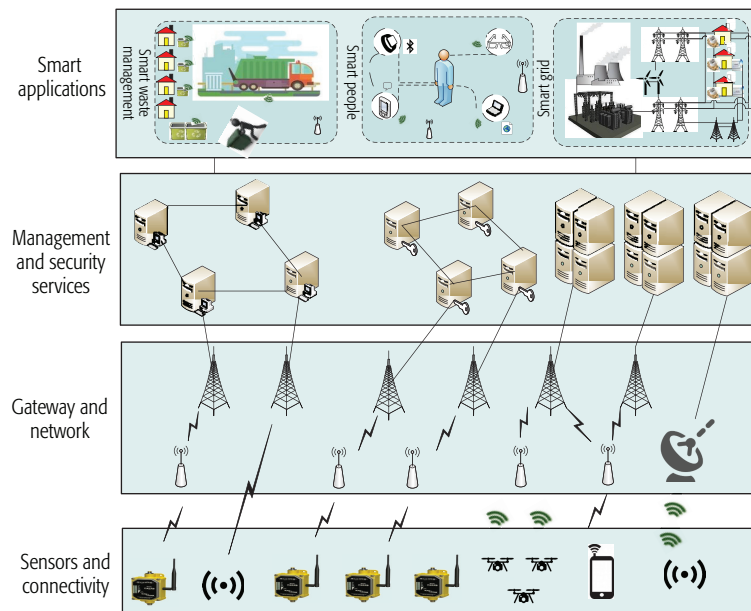 Smart
applications
Smart waste
management
Smart people
Smart grid
Management
and security
services
Gateway and
network
Sensors and
connectivity